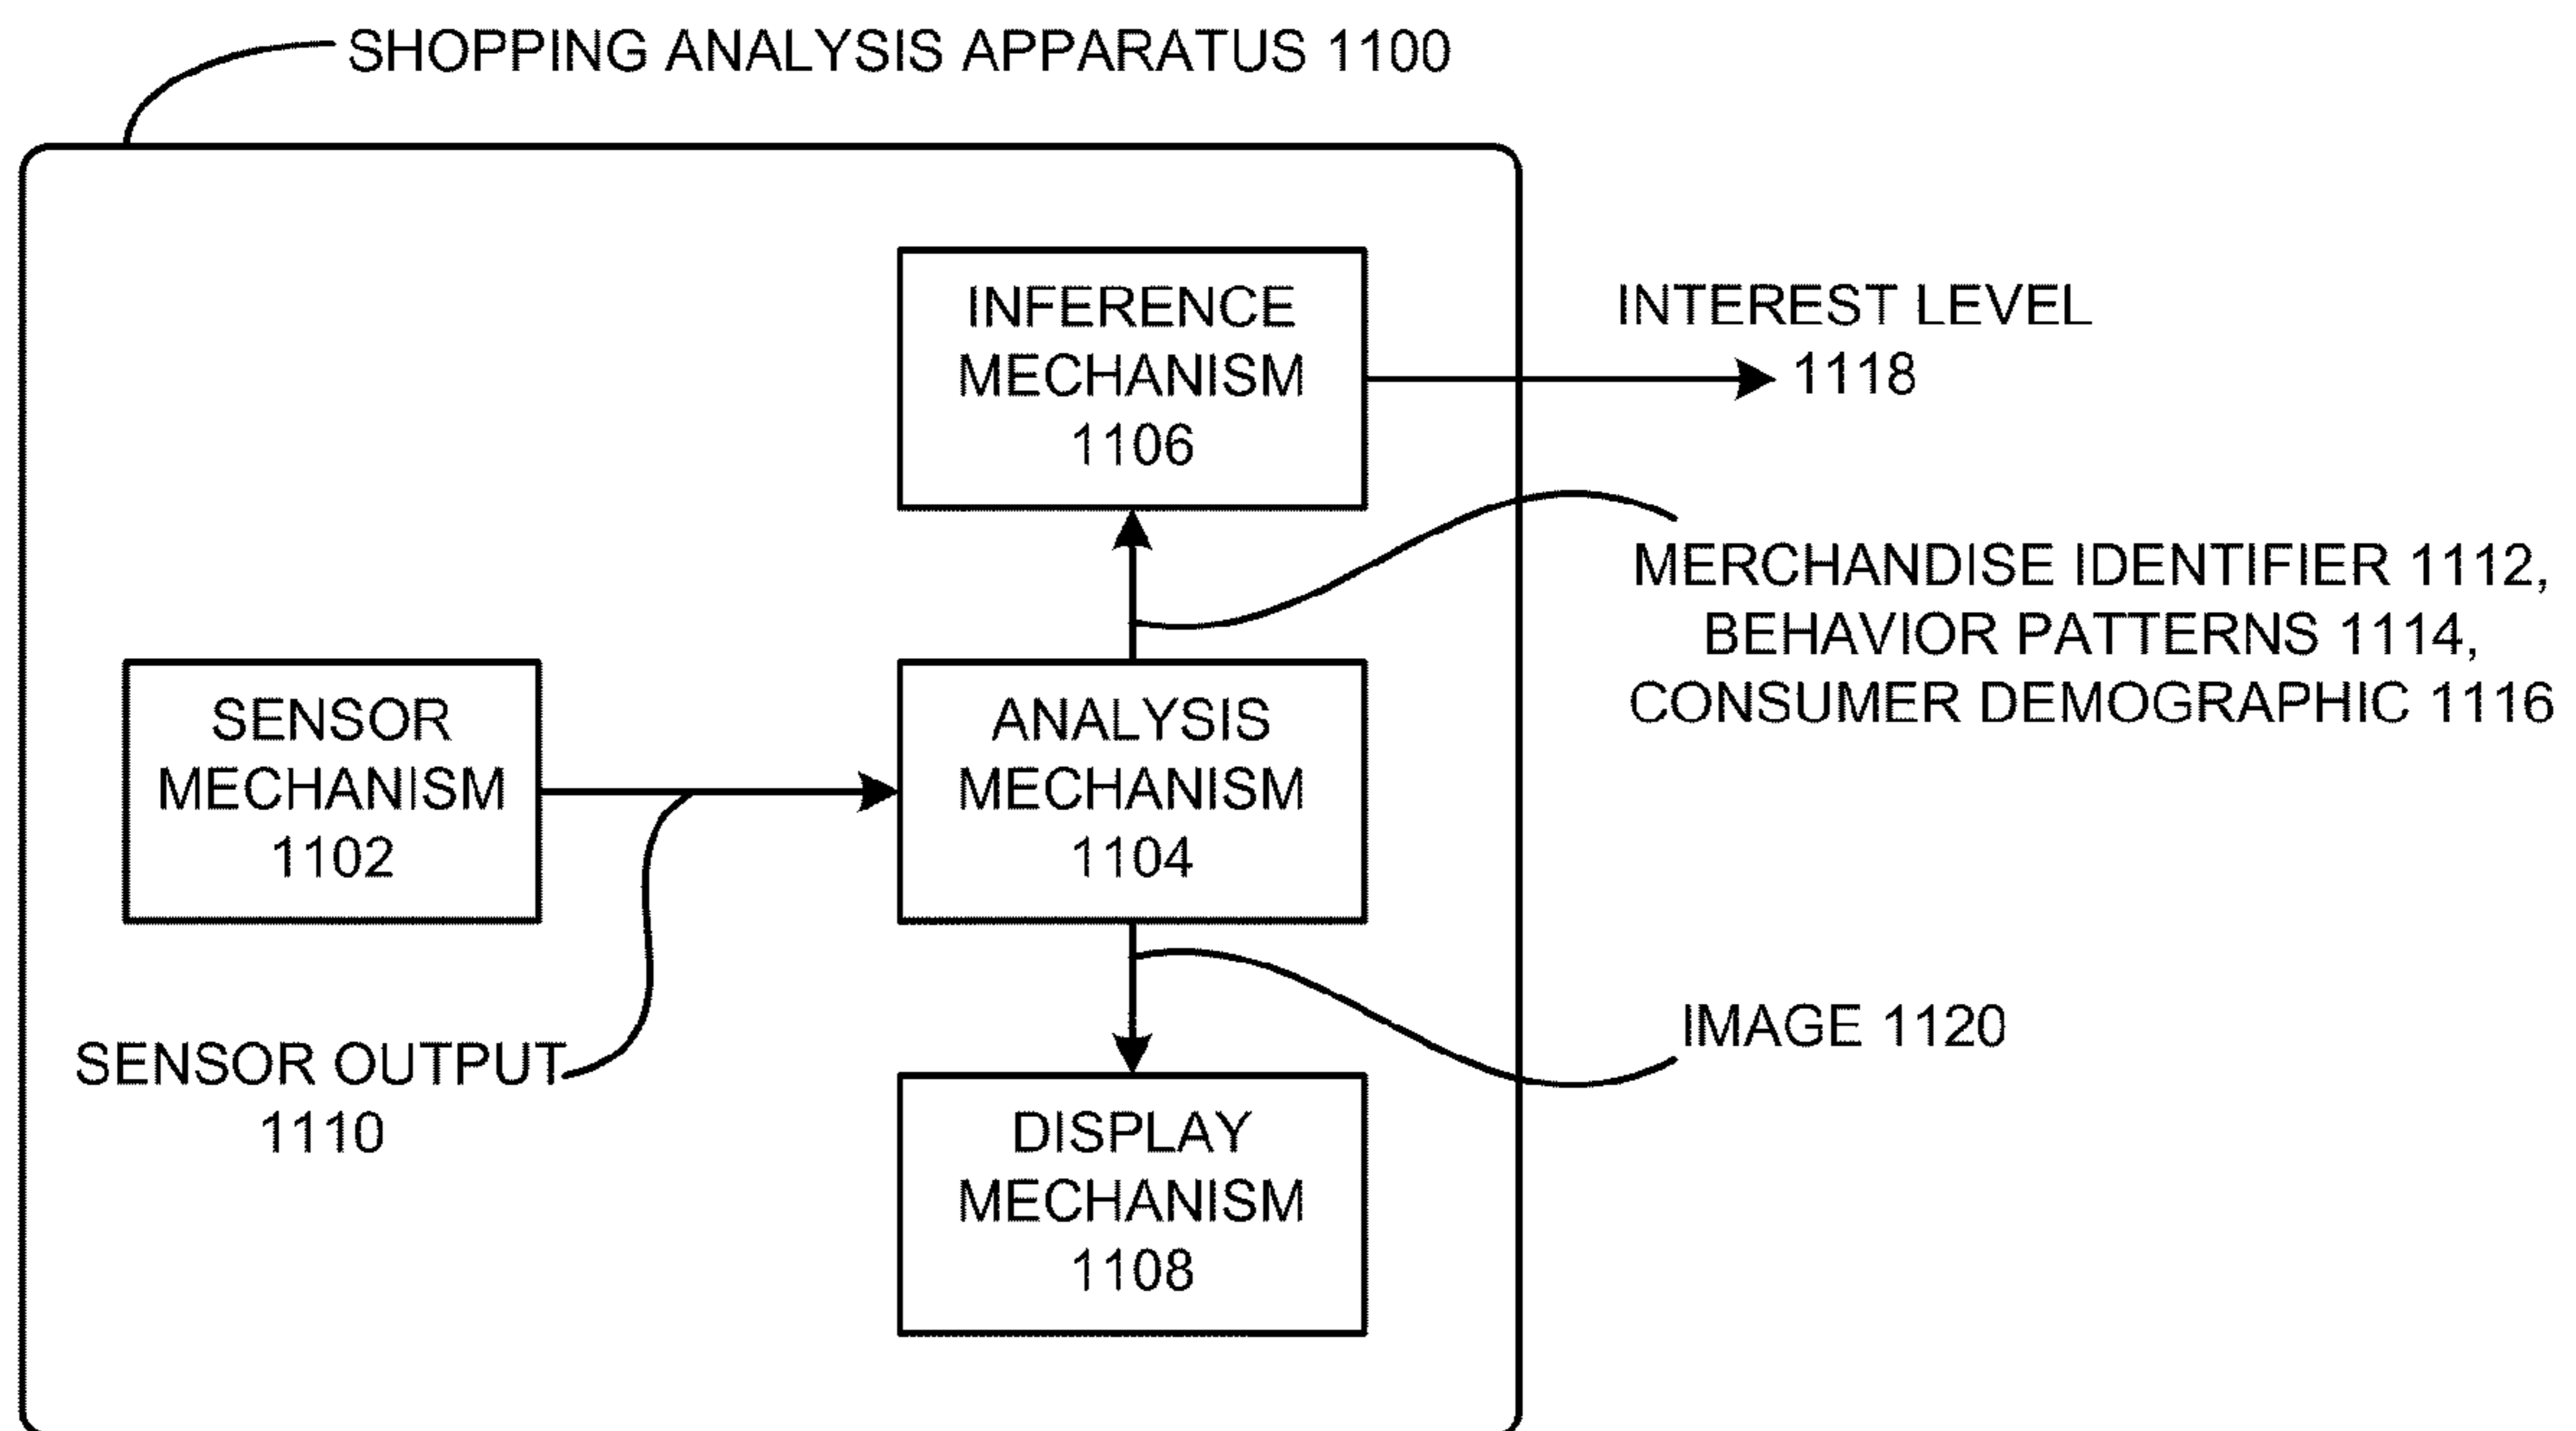 SHOPPING ANALYSIS APPARATUS 1100
INFERENCE
MECHANISM
1106
INTEREST LEVEL
1118
MERCHANDISE IDENTIFIER 1112,
BEHAVIOR PATTERNS 1114,
CONSUMER DEMOGRAPHIC 1116
SENSOR
MECHANISM
1102
ANALYSIS
MECHANISM
1104
SENSOR OUTPUT
1110
IMAGE 1120
DISPLAY
MECHANISM
1108